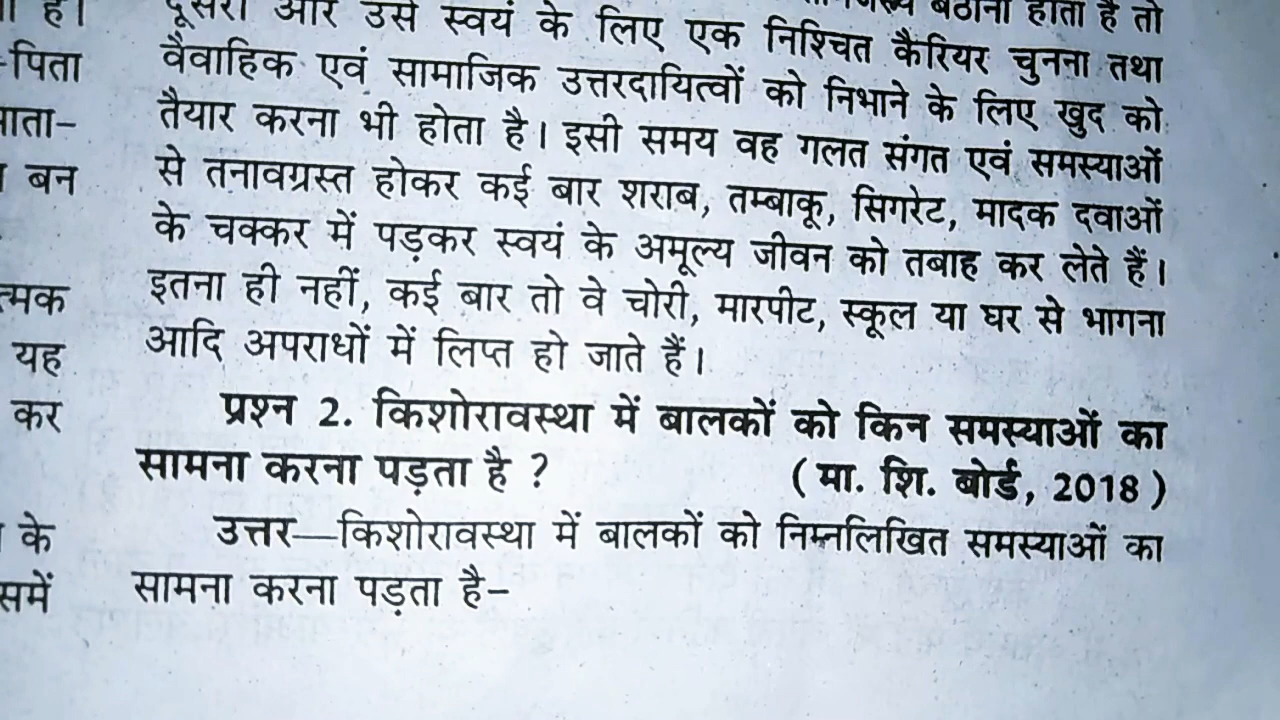 है।
दूसरी ओर उसे स्वयं के लिए एक निश्चित कैरियर चुनना तथा
-पिता
वैवाहिक एवं सामाजिक उत्तरदायित्वों को निभाने के लिए खुद को
माता-
तैयार करना भी होता है। इसी समय वह गलत संगत एवं समस्याओं
बन
से तनावग्रस्त होकर कई बार शराब, तम्बाकू, सिगरेट, मादक दवाओं
के चक्कर में पड़कर स्वयं के अमूल्य जीवन को तबाह कर लेते हैं।
त्मक
इतना ही नहीं, कई बार तो वे चोरी, मारपीट, स्कूल या घर से भागना
यह
आदि अपराधों में लिप्त हो जाते हैं।
कर
प्रश्न 2. किशोरावस्था में बालकों को किन समस्याओं का
सामना करना पड़ता है ? (मा. शि. बोर्ड, 2018)
के
उत्तर—किशोरावस्था में बालकों को निम्नलिखित समस्याओं का
समें
सामना करना पड़ता है-